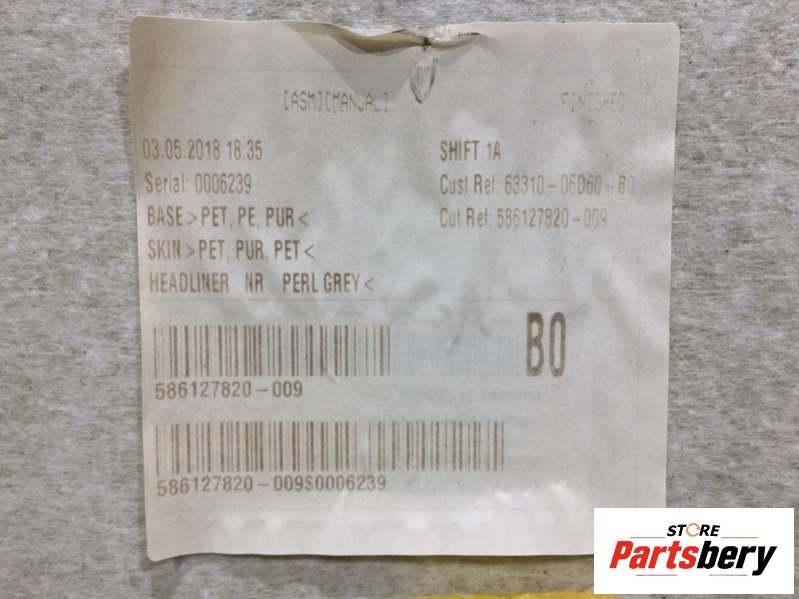 [ASM][MANUAL] FINISHED
03.05.2018 18.35 SHIFT 1A
Serial: 0006239 Cust Ref: 63310-06D60-B0
BASE>PET, PE, PUR< Cut Ref: 586127820-009
SKIN>PET, PUR. PET<
HEADLINER NR PERL GREY<
B0
586127820-009
586127820-009$0006239
STORE
Partsbery